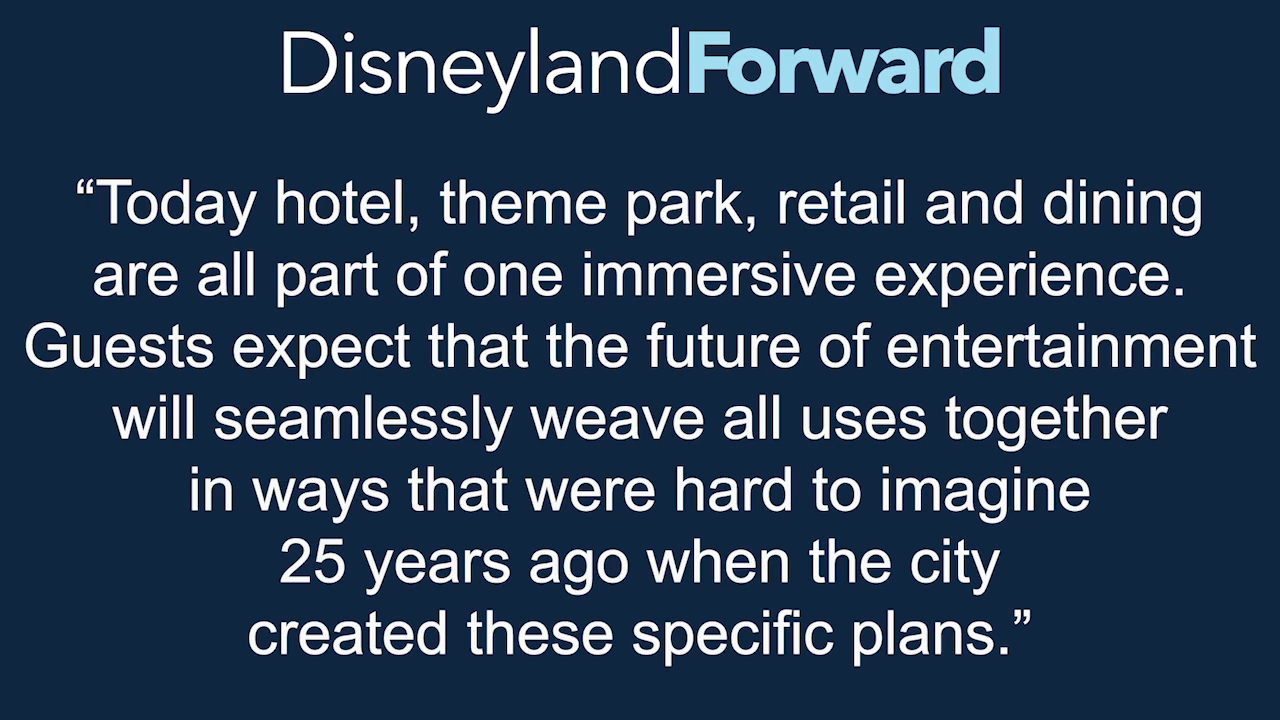 DisneylandForward
“Today hotel, theme park, retail and dining
are all part of one immersive experience.
Guests expect that the future of entertainment
will seamlessly weave all uses together
in ways that were hard to imagine
25 years ago when the city
created these specific plans.”